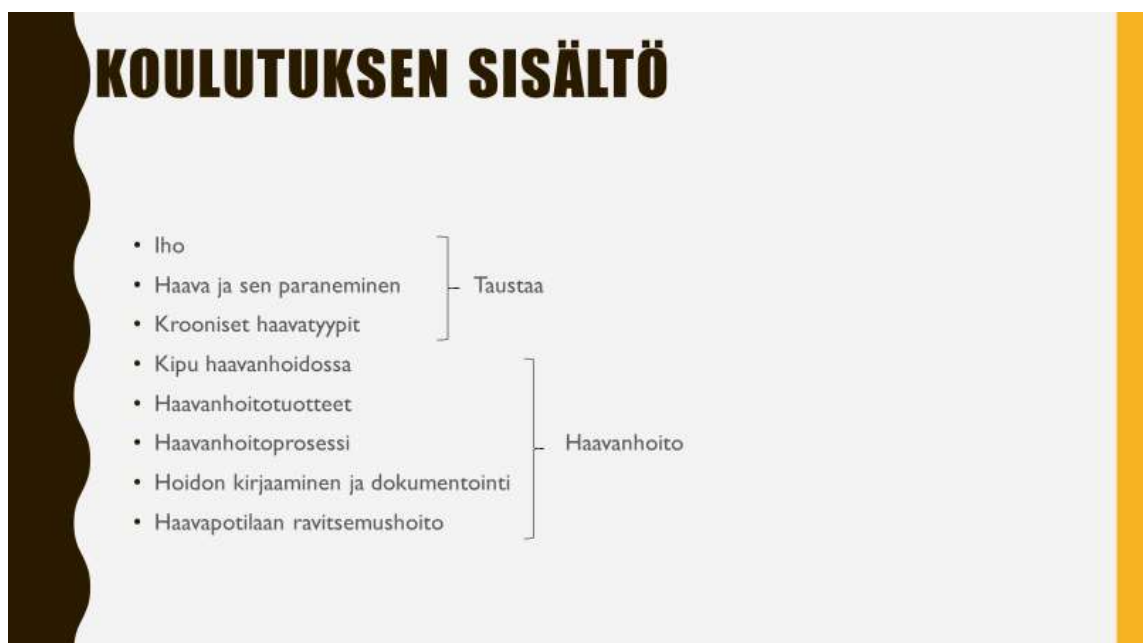 KOULUTUKSEN SISÄLTÖ
• Iho
• Haava ja sen paraneminen
• Krooniset haavatyypit
Taustaa
• Kipu haavanhoidossa
• Haavanhoitotuotteet
• Haavanhoitoprosessi
• Hoidon kirjaaminen ja dokumentointi
• Haavapotilaan ravitsemushoito
Haavanhoito